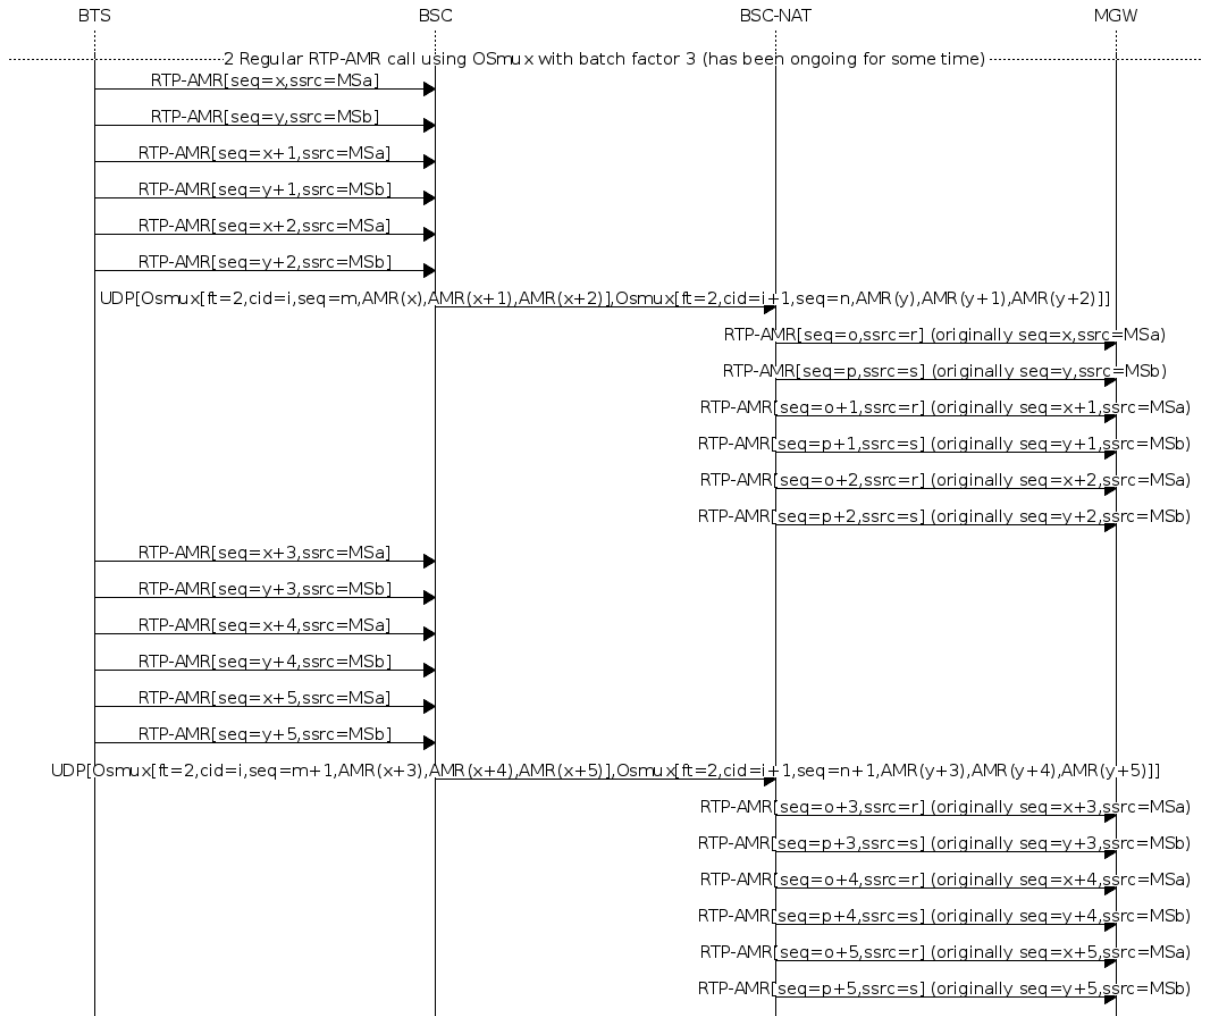 BTS BSC BSC-NAT MGW
2 Regular RTP-AMR call using OSmux with batch factor 3 (has been ongoing for some time)
RTP-AMR[seq=x,ssrc=MSa]
RTP-AMR[seq=y,ssrc=MSb]
RTP-AMR[seq=x+1,ssrc=MSa]
RTP-AMR[seq=y+1,ssrc=MSb]
RTP-AMR[seq=x+2,ssrc=MSa]
RTP-AMR[seq=y+2,ssrc=MSb]
UDP[Osmux[ft=2,cid=i,seq=m,AMR(x),AMR(x+1),AMR(x+2)],Osmux[ft=2,cid=i+1,seq=n,AMR(y),AMR(y+1),AMR(y+2)]]
RTP-AMR[seq=o,ssrc=r] (originally seq=x,ssrc=MSa)
RTP-AMR[seq=p,ssrc=s] (originally seq=y,ssrc=MSb)
RTP-AMR[seq=o+1,ssrc=r] (originally seq=x+1,ssrc=MSa)
RTP-AMR[seq=p+1,ssrc=s] (originally seq=y+1,ssrc=MSb)
RTP-AMR[seq=o+2,ssrc=r] (originally seq=x+2,ssrc=MSa)
RTP-AMR[seq=p+2,ssrc=s] (originally seq=y+2,ssrc=MSb)
RTP-AMR[seq=x+3,ssrc=MSa]
RTP-AMR[seq=y+3,ssrc=MSb]
RTP-AMR[seq=x+4,ssrc=MSa]
RTP-AMR[seq=y+4,ssrc=MSb]
RTP-AMR[seq=x+5,ssrc=MSa]
RTP-AMR[seq=y+5,ssrc=MSb]
UDP[Osmux[ft=2,cid=i,seq=m+1,AMR(x+3),AMR(x+4),AMR(x+5)],Osmux[ft=2,cid=i+1,seq=n+1,AMR(y+3),AMR(y+4),AMR(y+5)]]
RTP-AMR[seq=o+3,ssrc=r] (originally seq=x+3,ssrc=MSa)
RTP-AMR[seq=p+3,ssrc=s] (originally seq=y+3,ssrc=MSb)
RTP-AMR[seq=o+4,ssrc=r] (originally seq=x+4,ssrc=MSa)
RTP-AMR[seq=p+4,ssrc=s] (originally seq=y+4,ssrc=MSb)
RTP-AMR[seq=o+5,ssrc=r] (originally seq=x+5,ssrc=MSa)
RTP-AMR[seq=p+5,ssrc=s] (originally seq=y+5,ssrc=MSb)